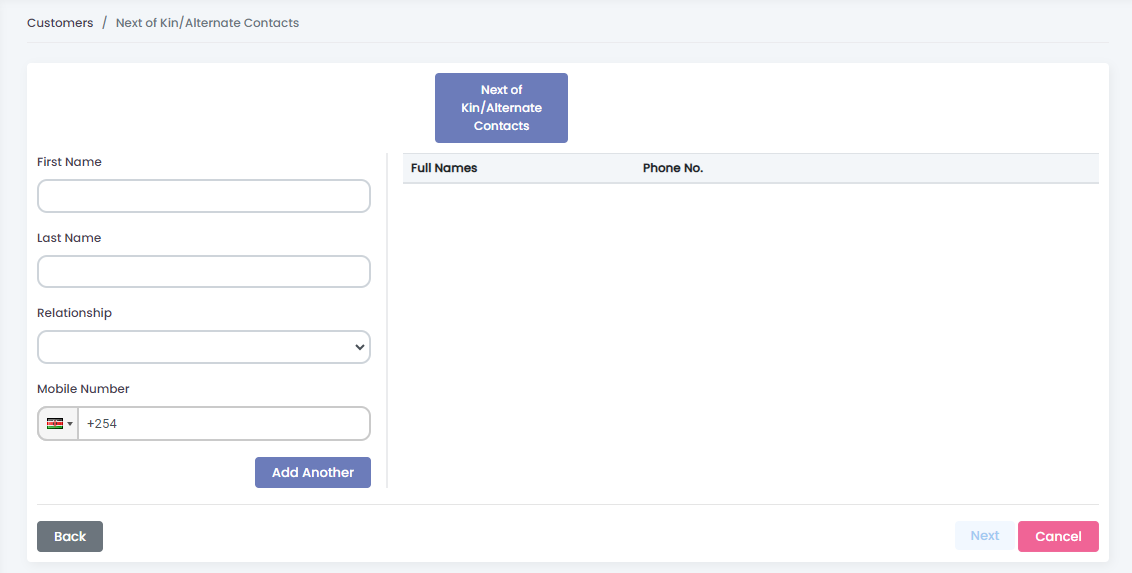 Customers / Next of Kin/Alternate Contacts
Next of
Kin/Alternate
Contacts
First Name
Full Names Phone No.
Last Name
Relationship
Mobile Number
+254
Add Another
Back Next Cancel